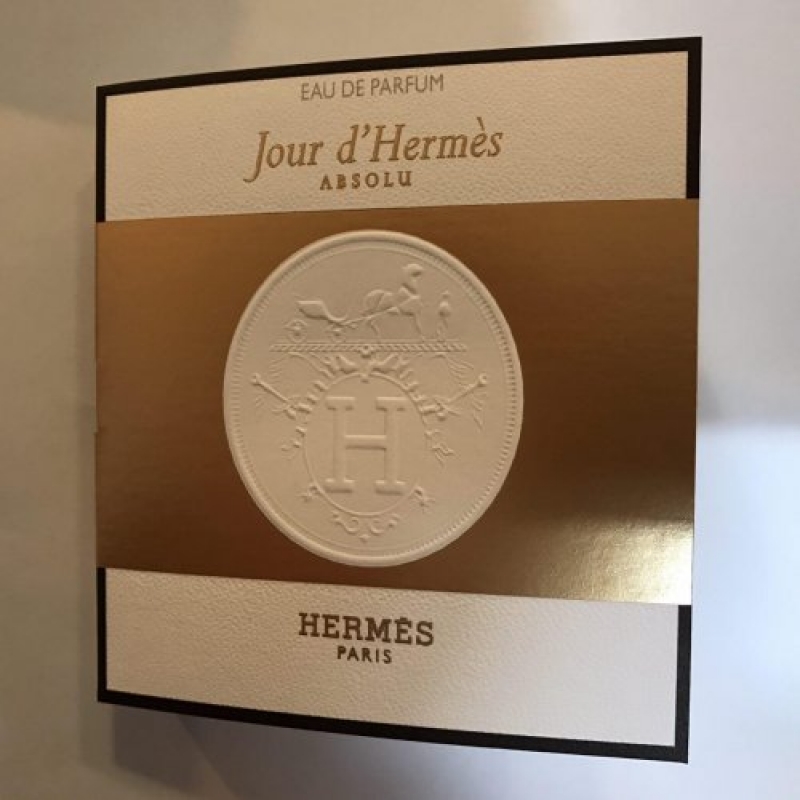 EAU DE PARFUM
Jour d'Hermès
ABSOLU
H
HERMÈS
PARIS